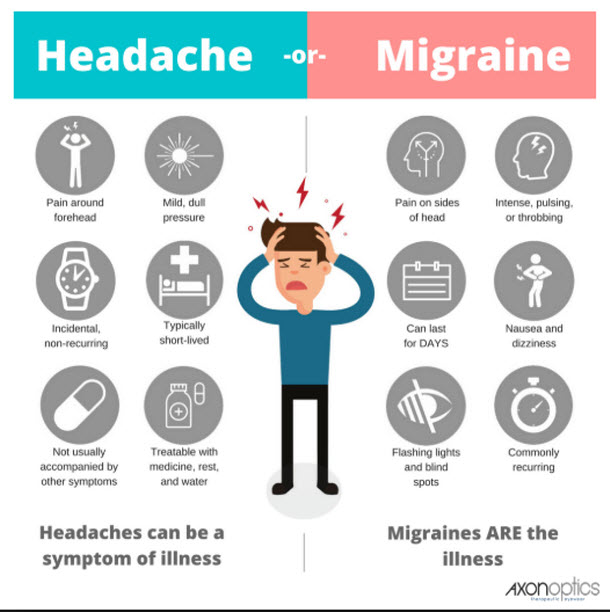 Headache -or- Migraine
Pain around
forehead
Mild, dull
pressure
Incidental,
non-recurring
Typically
short-lived
Not usually
accompanied by
other symptoms
Treatable with
medicine, rest,
and water
Headaches can be a
symptom of illness
Pain on sides
of head
Intense, pulsing,
or throbbing
Can last
for DAYS
Nausea and
dizziness
Flashing lights
and blind
spots
Commonly
recurring
Migraines ARE the
illness
AXONoptics
therapeutic eyewear